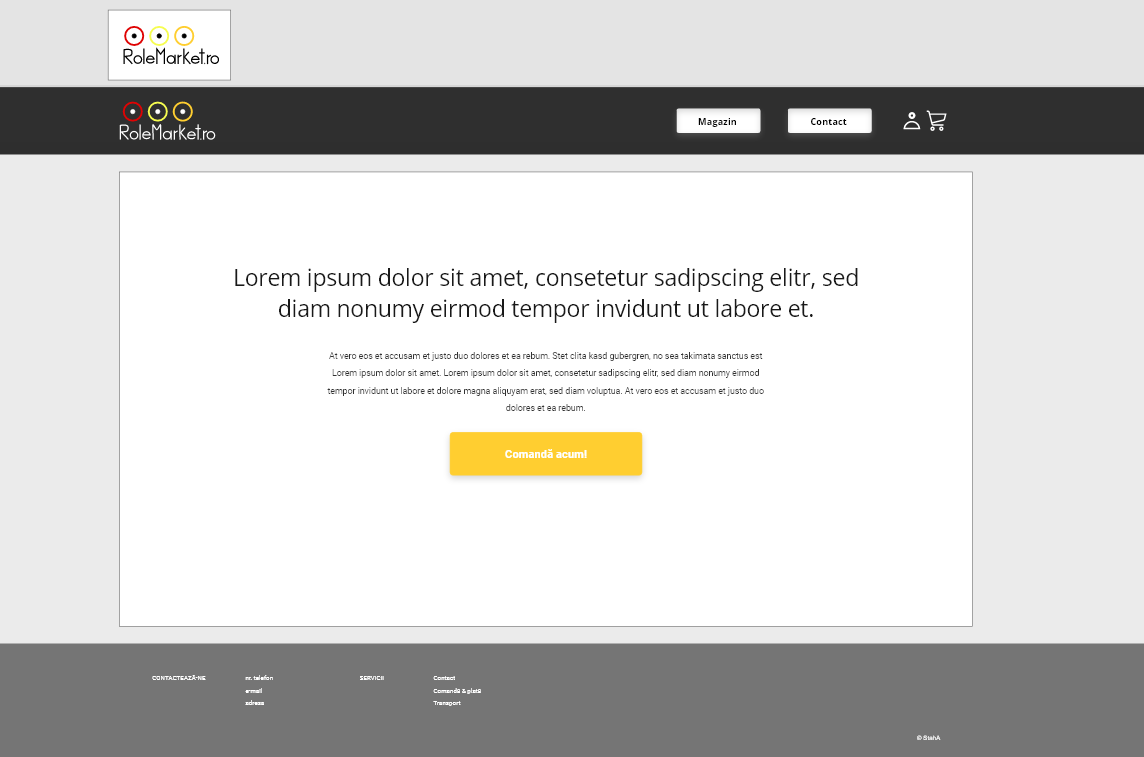 RoleMarket.ro
RoleMarket.ro
Magazin
Contact
Lorem ipsum dolor sit amet, consetetur sadipscing elitr, sed
diam nonumy eirmod tempor invidunt ut labore et.
At vero eos et accusam et justo duo dolores et ea rebum. Stet clita kasd gubergren, no sea takimata sanctus est
Lorem ipsum dolor sit amet. Lorem ipsum dolor sit amet, consetetur sadipscing elitr, sed diam nonumy eirmod
tempor invidunt ut labore et dolore magna aliquyam erat, sed diam voluptua. At vero eos et accusam et justo duo
dolores et ea rebum.
Comandă acum!
CONTACTEAZĂ-NE
nr. telefon
e-mail
adresa
SERVICII
Contact
Comandă & plată
Transport
© StahA